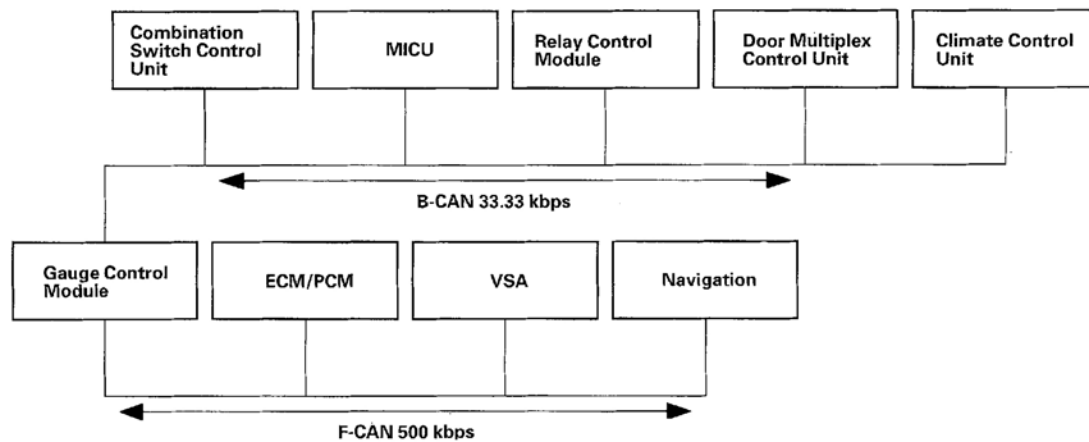 Combination
Switch Control
Unit
MICU
Relay Control
Module
Door Multiplex
Control Unit
Climate Control
Unit
B-CAN 33.33 kbps
Gauge Control
Module
ECM/PCM
VSA
Navigation
F-CAN 500 kbps